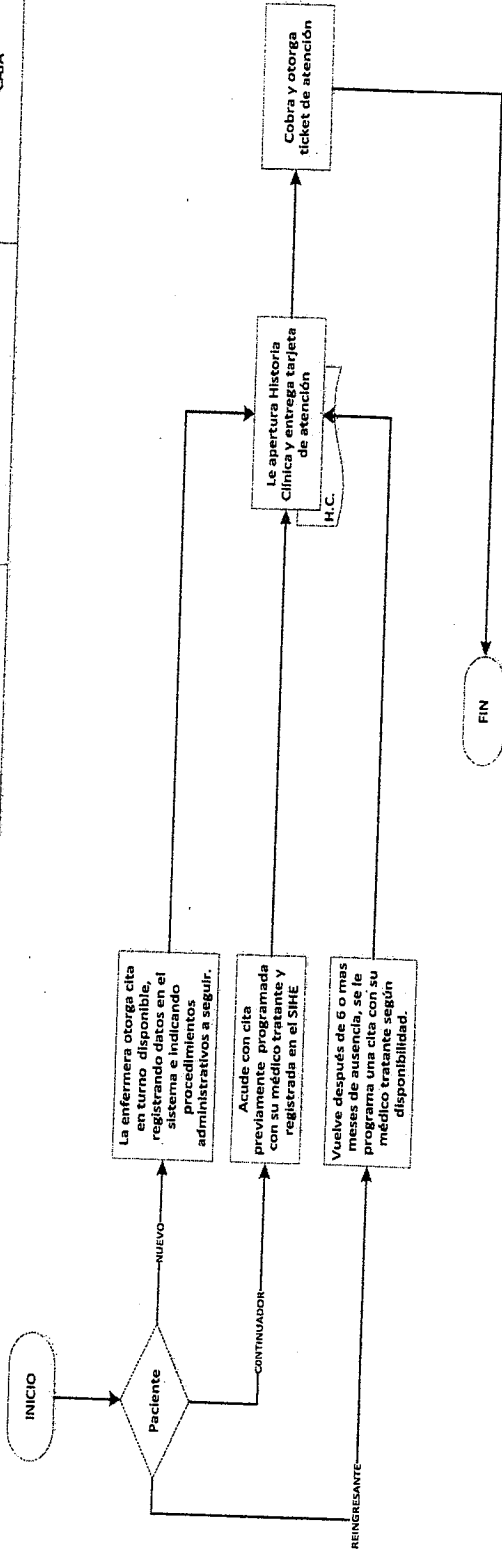 INICIO
Paciente
NUEVO
CONTINUADOR
REINGRESANTE
La enfermera otorga cita
en turno disponible,
registrando datos en el
sistema e indicando
procedimientos
administrativos a seguir.
Acude con cita
previamente programada
con su médico tratante y
registrada en el SIHE
Vuelve después de 6 o mas
meses de ausencia, se le
programa una cita con su
médico tratante según
disponibilidad.
Le apertura Historia
Clínica y entrega tarjeta
de atención
H.C.
Cobra y otorga
ticket de atención
FIN